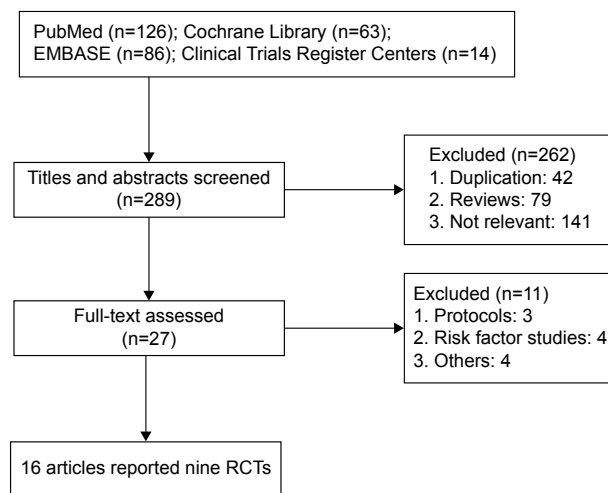 PubMed (n=126); Cochrane Library (n=63);
EMBASE (n=86); Clinical Trials Register Centers (n=14)
Titles and abstracts screened
(n=289)
Excluded (n=262)
1. Duplication: 42
2. Reviews: 79
3. Not relevant: 141
Full-text assessed
(n=27)
Excluded (n=11)
1. Protocols: 3
2. Risk factor studies: 4
3. Others: 4
16 articles reported nine RCTs